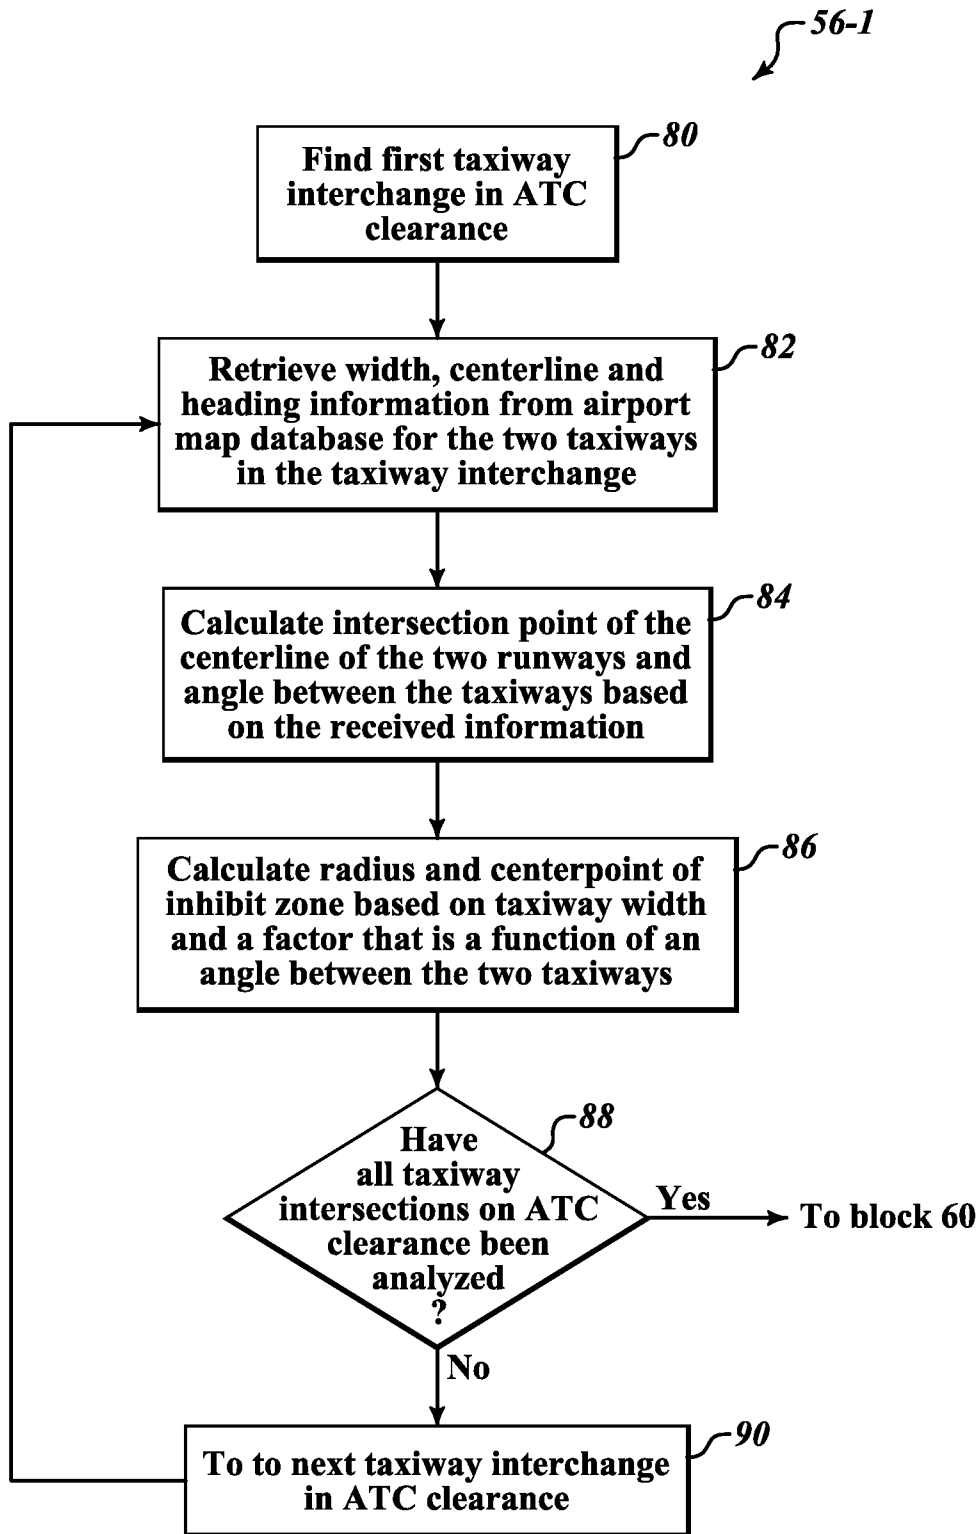 56-1
80
Find first taxiway
interchange in ATC
clearance
82
Retrieve width, centerline and
heading information from airport
map database for the two taxiways
in the taxiway interchange
84
Calculate intersection point of the
centerline of the two runways and
angle between the taxiways based
on the received information
86
Calculate radius and centerpoint of
inhibit zone based on taxiway width
and a factor that is a function of an
angle between the two taxiways
88
Have
all taxiway
intersections on ATC
clearance been
analyzed
?
Yes
To block 60
No
90
To to next taxiway interchange
in ATC clearance